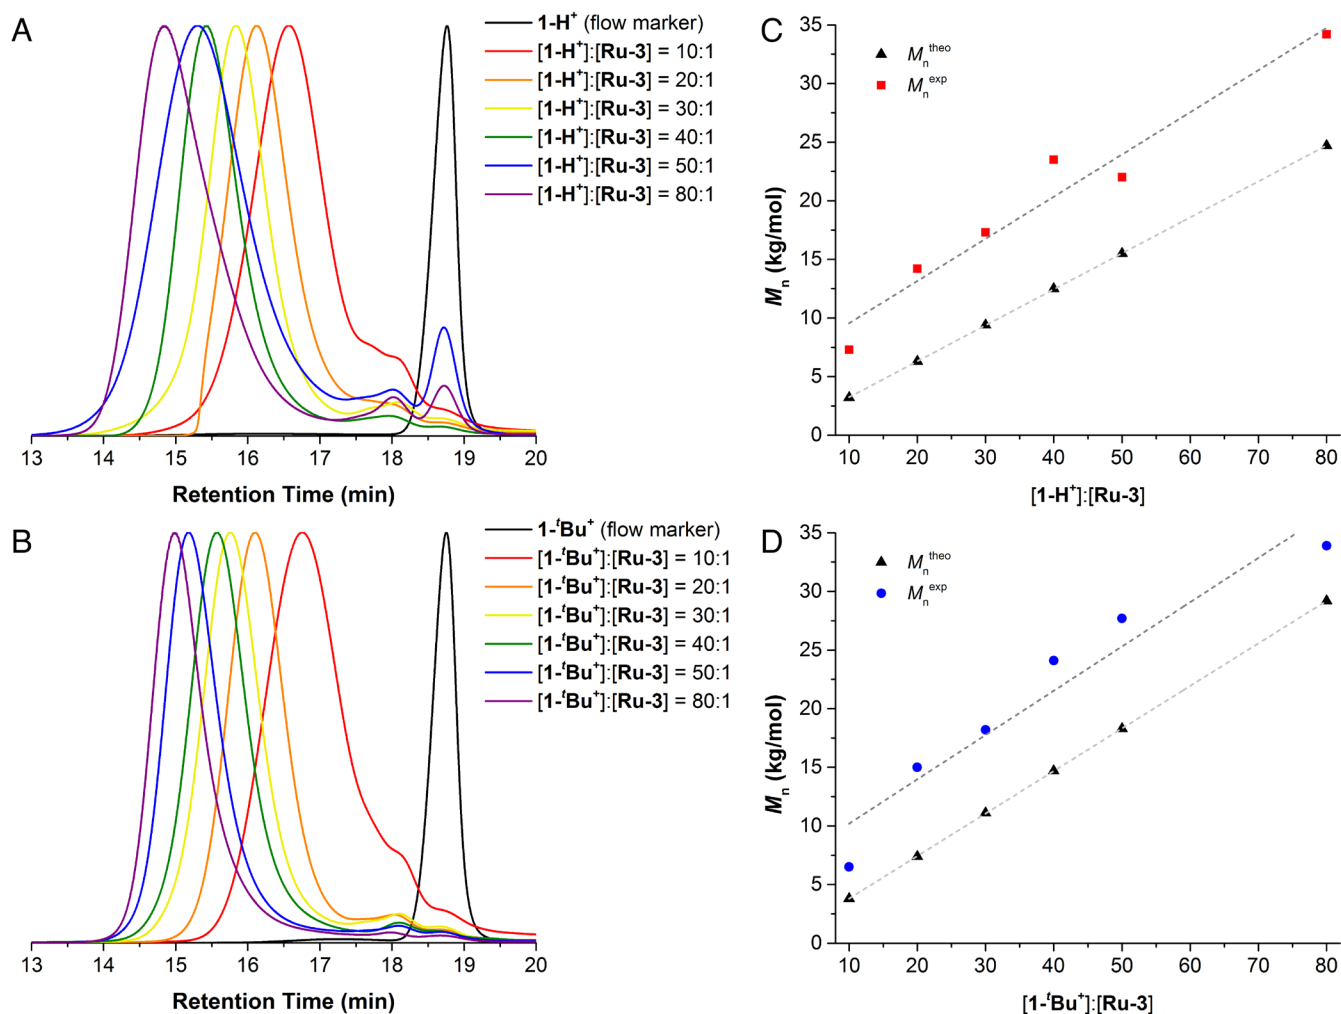 A
1-H⁺ (flow marker)
[1-H⁺]:[Ru-3] = 10:1
[1-H⁺]:[Ru-3] = 20:1
[1-H⁺]:[Ru-3] = 30:1
[1-H⁺]:[Ru-3] = 40:1
[1-H⁺]:[Ru-3] = 50:1
[1-H⁺]:[Ru-3] = 80:1
13 14 15 16 17 18 19 20
Retention Time (min)
B
1-ᵗBu⁺ (flow marker)
[1-ᵗBu⁺]:[Ru-3] = 10:1
[1-ᵗBu⁺]:[Ru-3] = 20:1
[1-ᵗBu⁺]:[Ru-3] = 30:1
[1-ᵗBu⁺]:[Ru-3] = 40:1
[1-ᵗBu⁺]:[Ru-3] = 50:1
[1-ᵗBu⁺]:[Ru-3] = 80:1
13 14 15 16 17 18 19 20
Retention Time (min)
C
Mₙᵗʰᵉᵒ
Mₙᵉˣᵖ
Mₙ (kg/mol)
35
30
25
20
15
10
5
0
10 20 30 40 50 60 70 80
[1-H⁺]:[Ru-3]
D
Mₙᵗʰᵉᵒ
Mₙᵉˣᵖ
Mₙ (kg/mol)
35
30
25
20
15
10
5
0
10 20 30 40 50 60 70 80
[1-ᵗBu⁺]:[Ru-3]